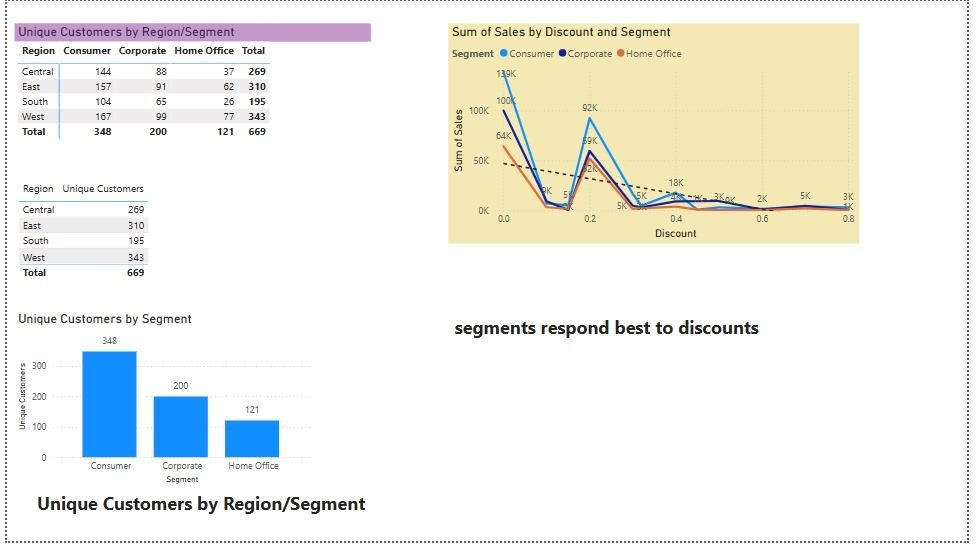 Unique Customers by Region/Segment
Region Consumer Corporate Home Office Total
Central 144 88 37 269
East 157 91 62 310
South 104 65 26 195
West 167 99 77 343
Total 348 200 121 669
Region Unique Customers
Central 269
East 310
South 195
West 343
Total 669
Unique Customers by Segment
348
200
121
300
200
100
0
Unique Customers
Consumer Corporate Home Office
Segment
Unique Customers by Region/Segment
Sum of Sales by Discount and Segment
Segment Consumer Corporate Home Office
139K
100K
64K
92K
59K
52K
9K
5K
5K
5K
18K
3K
2K
5K
3K
1K
100K
50K
0K
Sum of Sales
0.0 0.2 0.4 0.6 0.8
Discount
segments respond best to discounts